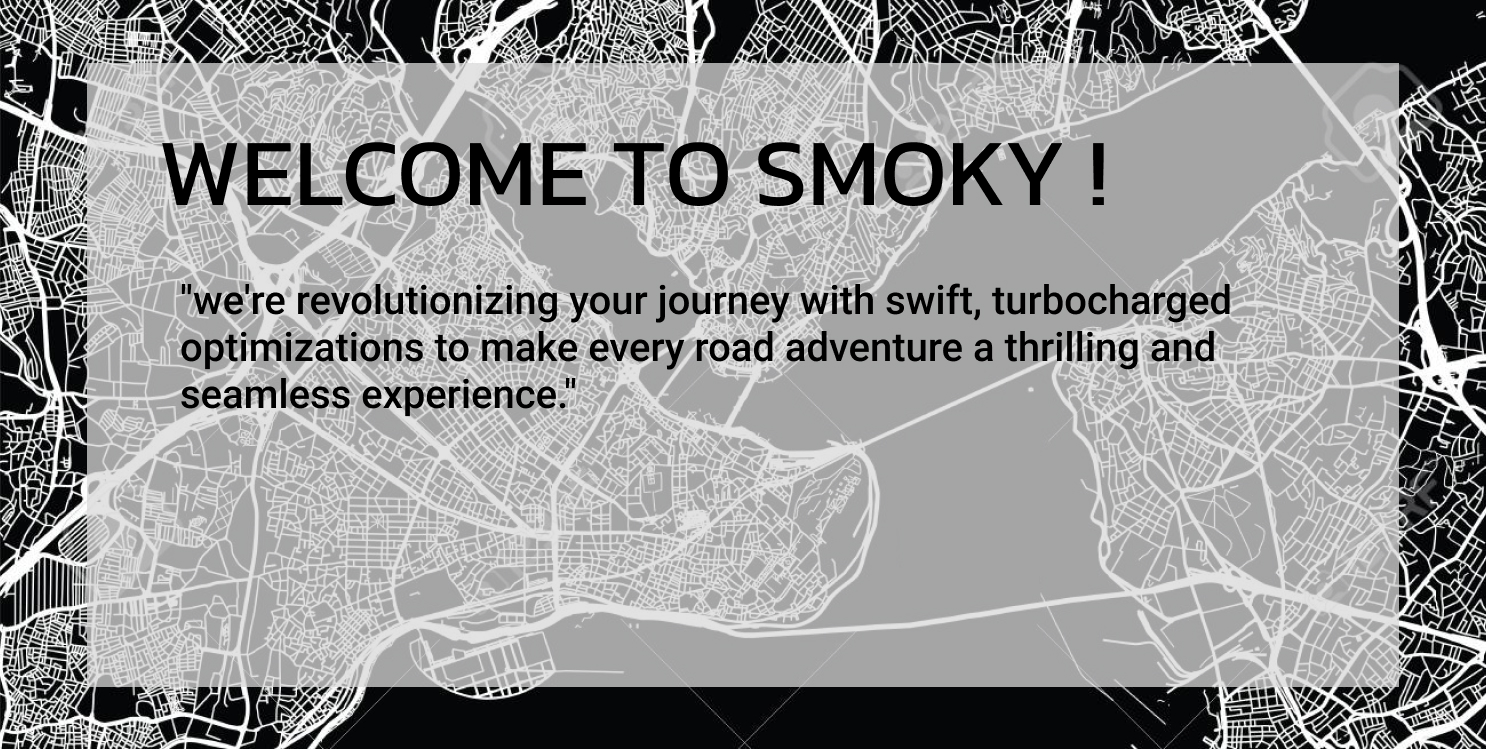 WELCOME TO SMOKY !
"we're revolutionizing your journey with swift, turbocharged
optimizations to make every road adventure a thrilling and
seamless experience."